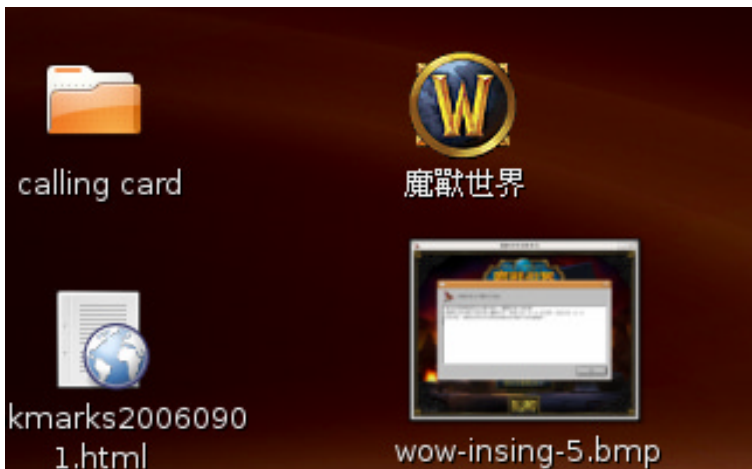 calling card
魔獸世界
kmarks2006090
1.html
wow-insing-5.bmp